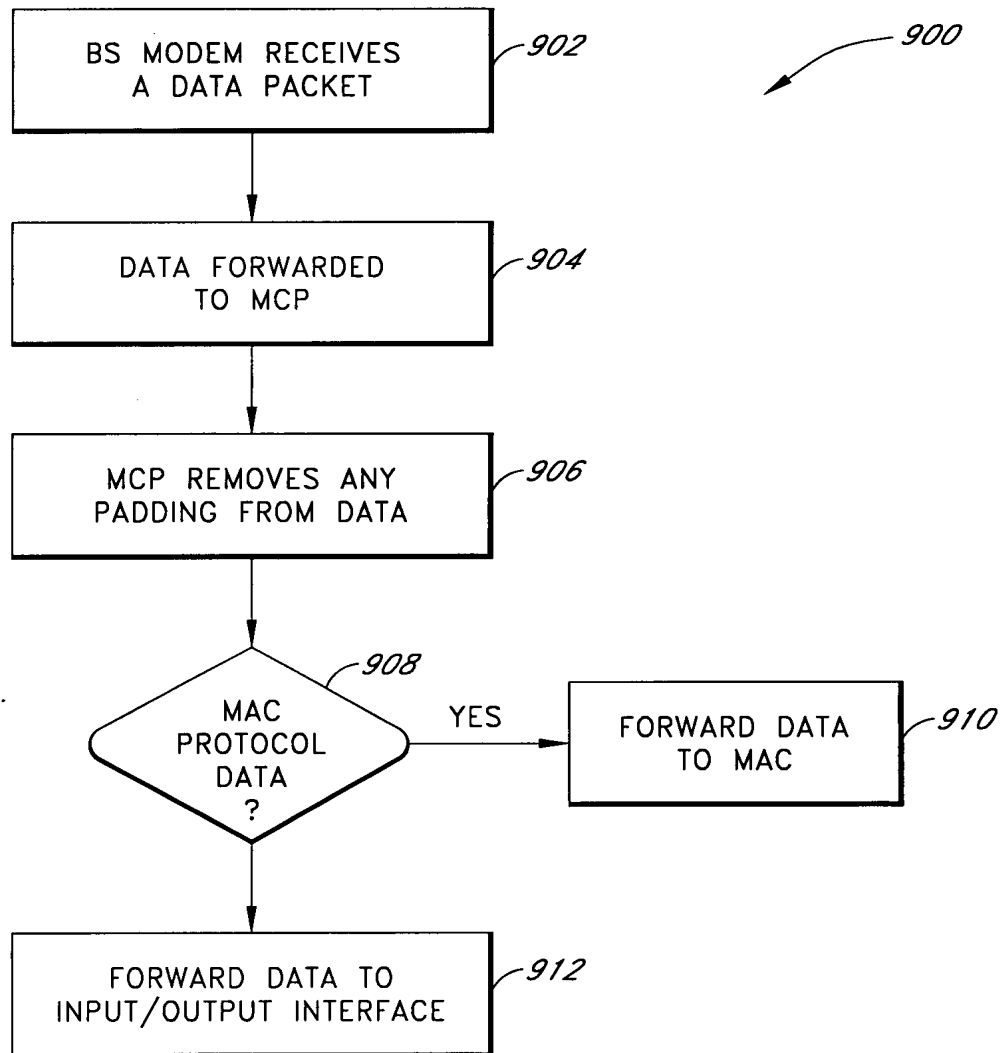 BS MODEM RECEIVES
A DATA PACKET
902
900
DATA FORWARDED
TO MCP
904
MCP REMOVES ANY
PADDING FROM DATA
906
908
MAC
PROTOCOL
DATA
?
YES
FORWARD DATA
TO MAC
910
FORWARD DATA TO
INPUT/OUTPUT INTERFACE
912